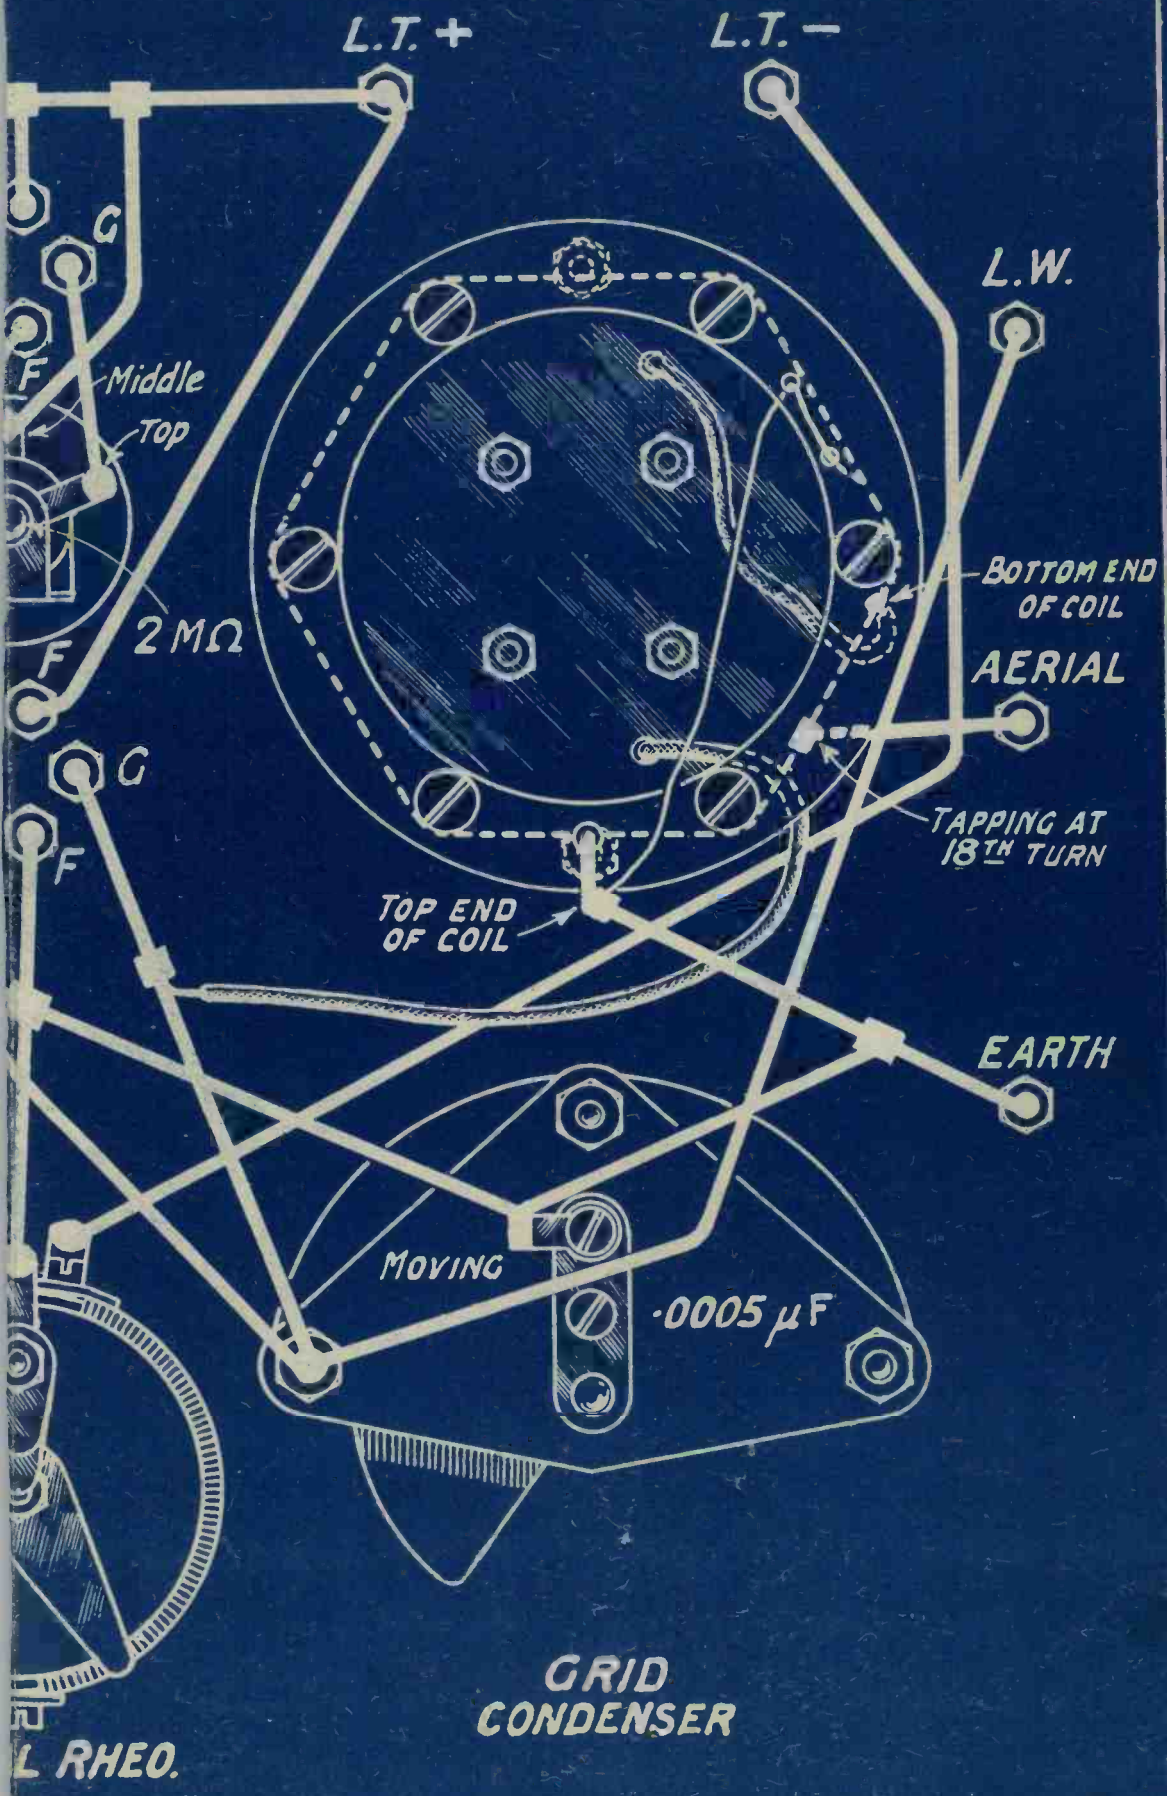 L.T. +
L.T. −
G
L.W.
F
Middle
Top
BOTTOM END
OF COIL
2 MΩ
AERIAL
F
G
TAPPING AT
18TH TURN
F
TOP END
OF COIL
EARTH
MOVING
.0005 μF
GRID
CONDENSER
L RHEO.